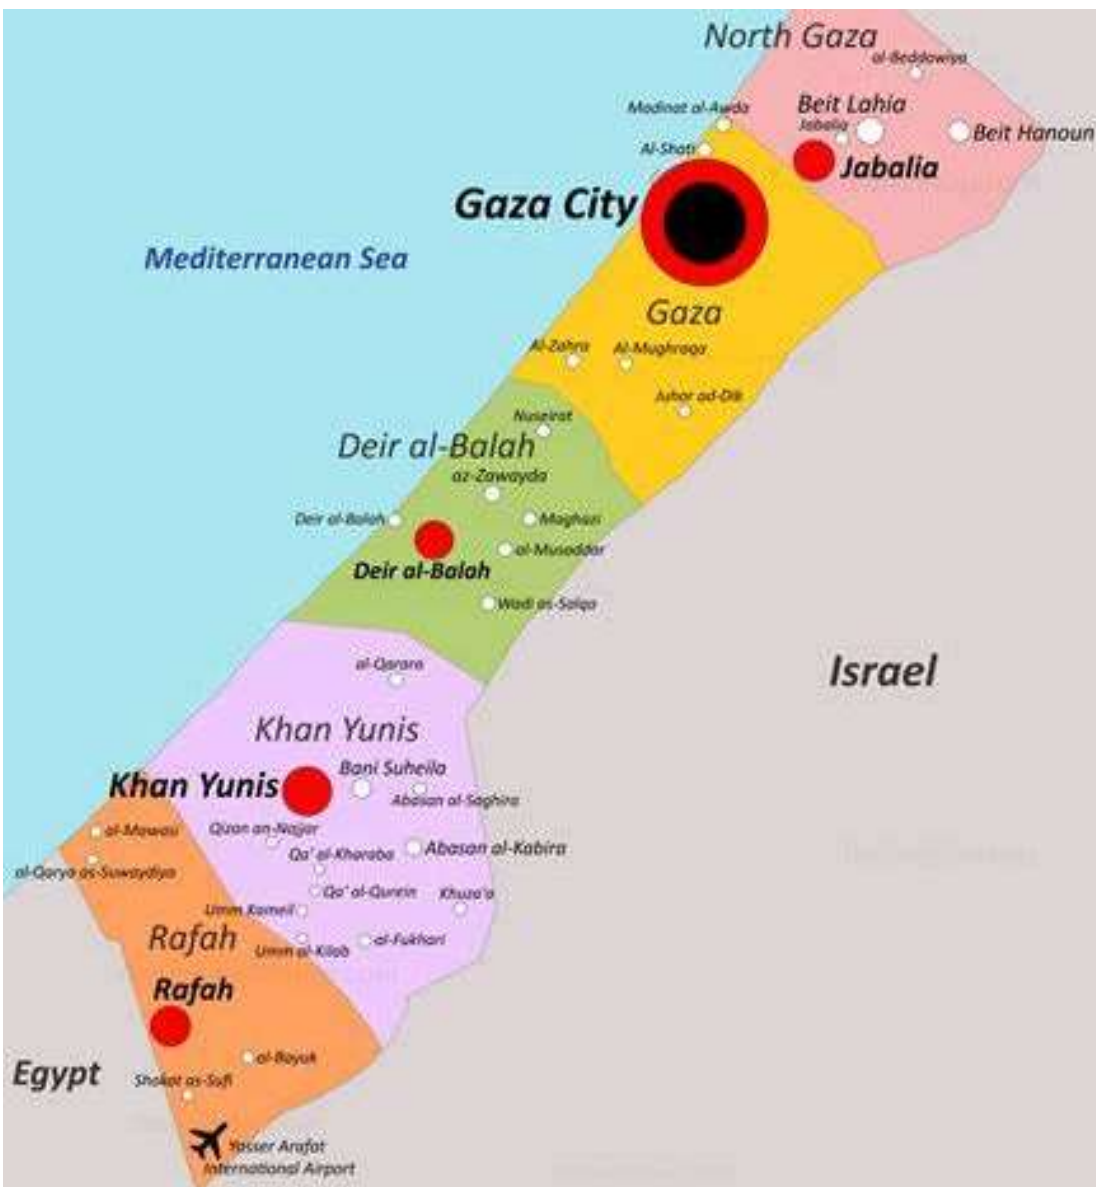 North Gaza
al-Beddawiya
Madinat al-Awda
Beit Lahia
Jabalia
Beit Hanoun
Al-Shati
Jabalia
Gaza City
Mediterranean Sea
Gaza
Al-Zahra
Al-Mughraqa
Juhor ad-Dik
Nuseirat
Deir al-Balah
az-Zawayda
Deir al-Balah
Maghazi
al-Musaddar
Deir al-Balah
Wadi as-Salqa
al-Qarara
Israel
Khan Yunis
Bani Suheila
Khan Yunis
Abasan al-Saghira
al-Mawasi
Qizan an-Najjar
Qa' al-Kharaba
Abasan al-Kabira
al-Qarya as-Suwaydiya
Qa' al-Qurein
Khuza'a
Umm Kameil
Rafah
al-Fukhari
Umm al-Kilab
Rafah
al-Bayuk
Egypt
Shokat as-Sufi
Yasser Arafat
International Airport